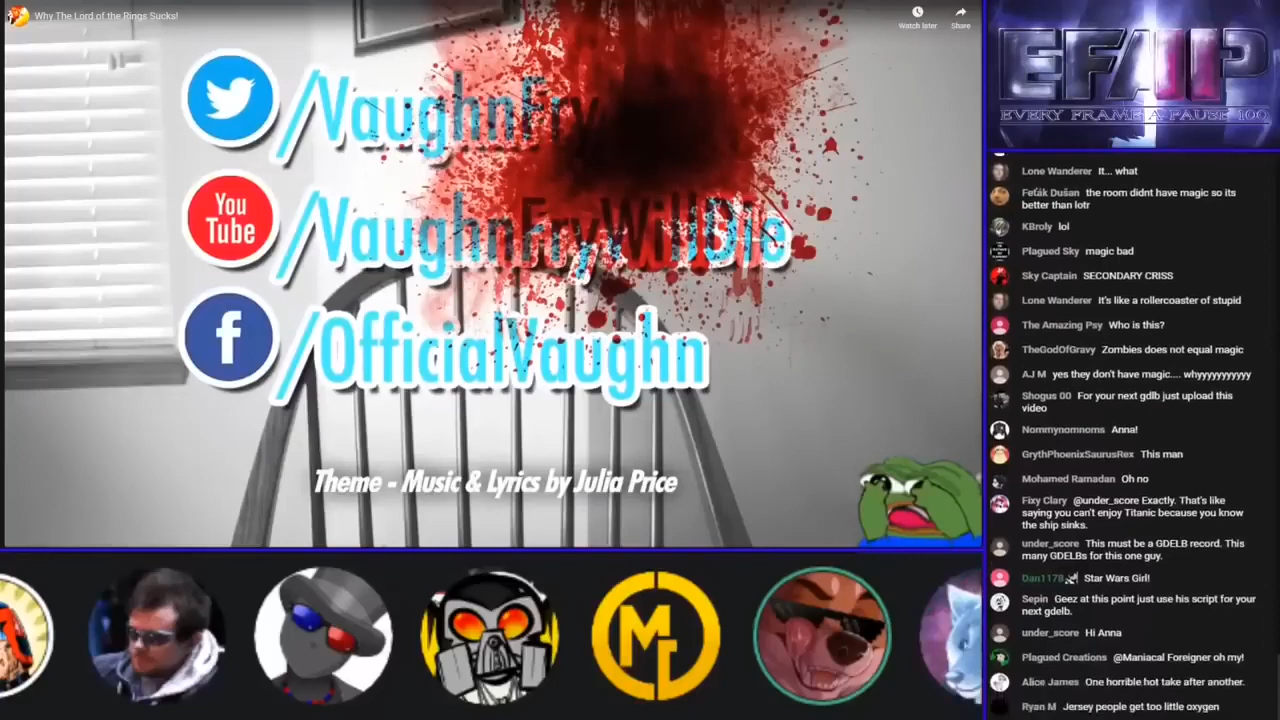 Why The Lord of the Rings Sucks!
Watch later
Share
/VaughnFry
You
Tube
/VaughnFryWillDie
f
/OfficialVaughn
Theme - Music & Lyrics by Julia Price
M
EFAP
EVERY FRAME A PAUSE 100
Lone Wanderer It... what
Feťák Dušan the room didnt have magic so its
better than lotr
KBroly lol
Plagued Sky magic bad
Sky Captain SECONDARY CRISS
Lone Wanderer It's like a rollercoaster of stupid
The Amazing Psy Who is this?
TheGodOfGravy Zombies does not equal magic
A.J M yes they don't have magic.... whyyyyyyyyyy
Shogus 00 For your next gdlb just upload this
video
Nommynomnoms Anna!
GrythPhoenixSaurusRex This man
Mohamed Ramadan Oh no
Fixy Clary @under_score Exactly. That's like
saying you can't enjoy Titanic because you know
the ship sinks.
under_score This must be a GDELB record. This
many GDELBs for this one guy.
Dan1178 Star Wars Girl!
Sepin Geez at this point just use his script for your
next gdelb.
under_score Hi Anna
Plagued Creations @Maniacal Foreigner oh my!
Alice James One horrible hot take after another.
Ryan M Jersey people get too little oxygen